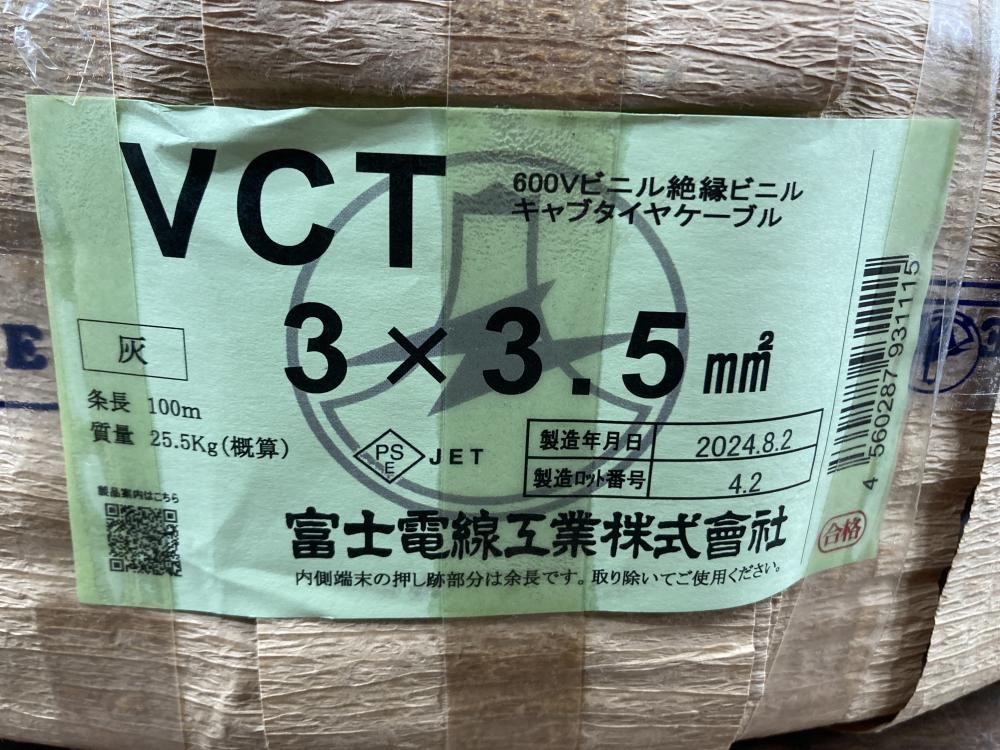 VCT
600Vビニル絶縁ビニル
キャブタイヤケーブル
3×3.5㎟
灰
条長 100m
質量 25.5Kg(概算)
PS
E
JET
製造年月日 2024.8.2
製造ロット番号 4.2
製品案内はこちら
富士電線工業株式會社
内側端末の押し跡部分は余長です。取り除いてご使用ください。
合格
4 560287 931115
E